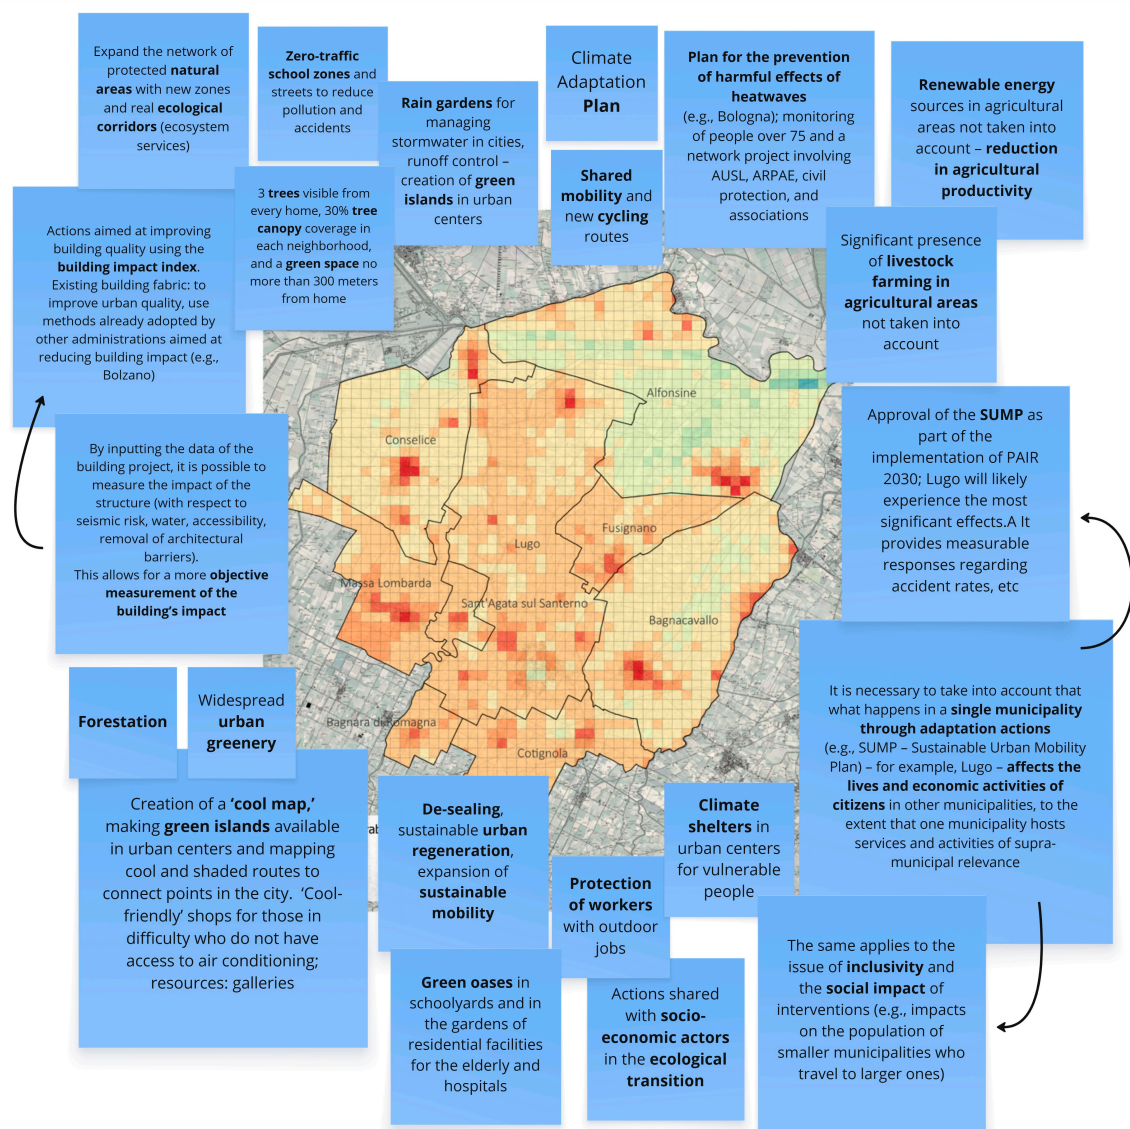 Expand the network of
protected natural
areas with new zones
and real ecological
corridors (ecosystem
services)
Zero-traffic
school zones and
streets to reduce
pollution and
accidents
Rain gardens for
managing
stormwater in cities,
runoff control –
creation of green
islands in urban
centers
Climate
Adaptation
Plan
Plan for the prevention
of harmful effects of
heatwaves
(e.g., Bologna); monitoring
of people over 75 and a
network project involving
AUSL, ARPAE, civil
protection, and
associations
Renewable energy
sources in agricultural
areas not taken into
account – reduction
in agricultural
productivity
Shared
mobility and
new cycling
routes
3 trees visible from
every home, 30% tree
canopy coverage in
each neighborhood,
and a green space no
more than 300 meters
from home
Actions aimed at improving
building quality using the
building impact index.
Existing building fabric: to
improve urban quality, use
methods already adopted by
other administrations aimed at
reducing building impact (e.g.,
Bolzano)
Significant presence
of livestock
farming in
agricultural areas
not taken into
account
By inputting the data of the
building project, it is possible to
measure the impact of the
structure (with respect to
seismic risk, water, accessibility,
removal of architectural
barriers).
This allows for a more objective
measurement of the
building's impact
Approval of the SUMP as
part of the
implementation of PAIR
2030; Lugo will likely
experience the most
significant effects.A It
provides measurable
responses regarding
accident rates, etc
Alfonsine
Conselice
Lugo
Fusignano
Massa Lombarda
Sant'Agata sul Santerno
Bagnacavallo
Bagnara di Romagna
Cotignola
It is necessary to take into account that
what happens in a single municipality
through adaptation actions
(e.g., SUMP – Sustainable Urban Mobility
Plan) – for example, Lugo – affects the
lives and economic activities of
citizens in other municipalities, to the
extent that one municipality hosts
services and activities of supra-
municipal relevance
Forestation
Widespread
urban
greenery
Creation of a 'cool map,'
making green islands available
in urban centers and mapping
cool and shaded routes to
connect points in the city. 'Cool-
friendly' shops for those in
difficulty who do not have
access to air conditioning;
resources: galleries
De-sealing,
sustainable urban
regeneration,
expansion of
sustainable
mobility
Climate
shelters in
urban centers
for vulnerable
people
Protection
of workers
with outdoor
jobs
Green oases in
schoolyards and in
the gardens of
residential facilities
for the elderly and
hospitals
Actions shared
with socio-
economic actors
in the ecological
transition
The same applies to the
issue of inclusivity and
the social impact of
interventions (e.g., impacts
on the population of
smaller municipalities who
travel to larger ones)